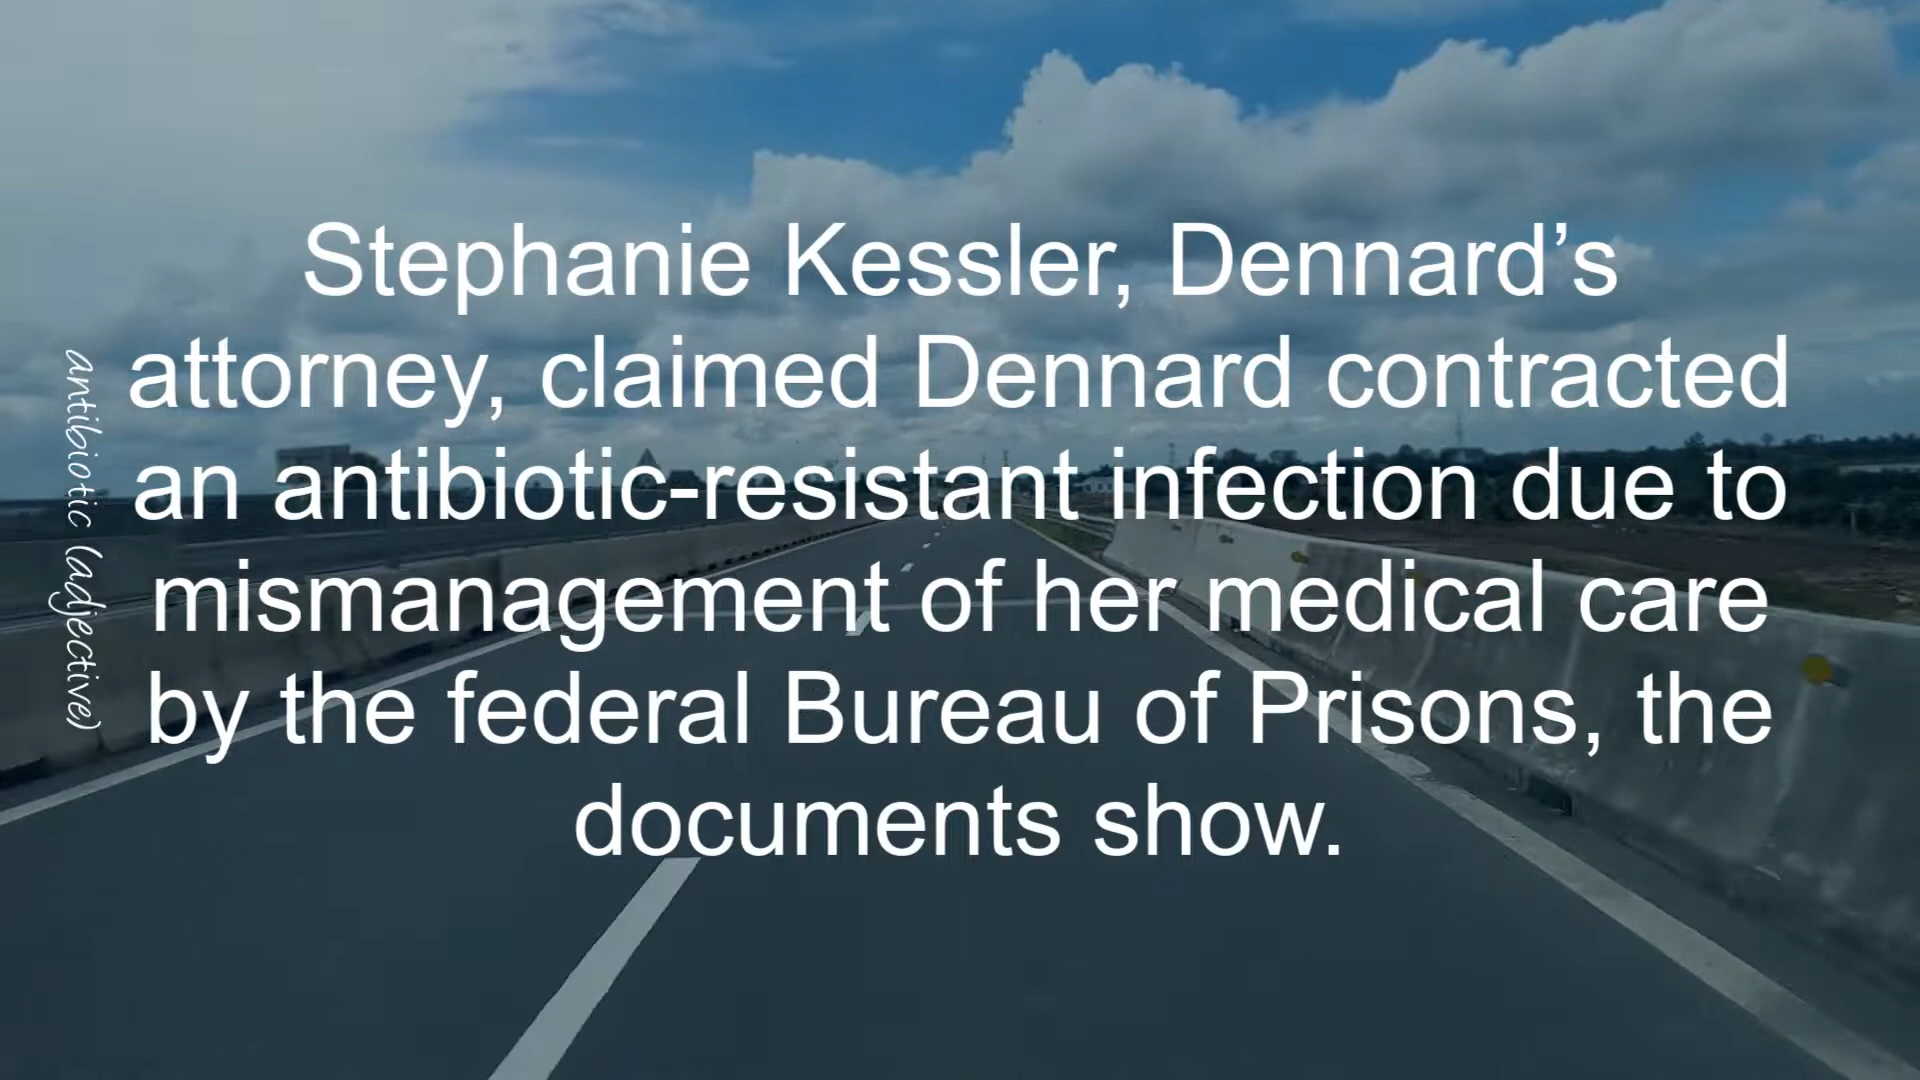 Stephanie Kessler, Dennard’s
attorney, claimed Dennard contracted
an antibiotic-resistant infection due to
mismanagement of her medical care
by the federal Bureau of Prisons, the
documents show.
antibiotic (adjective)